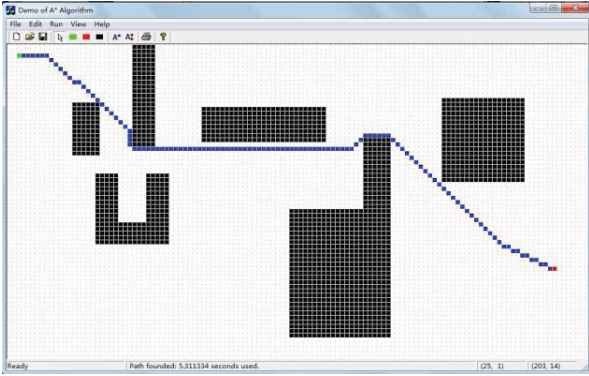 Demo of A* Algorithm
File Edit Run View Help
A*
Ready Path founded: 5.311334 seconds used. (25, 1) (203, 14)